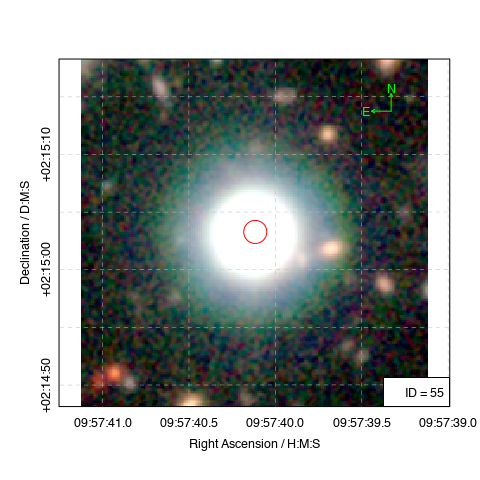 N
E
+02:15:10
+02:15:00
+02:14:50
Declination / D:M:S
ID = 55
09:57:41.0
09:57:40.5
09:57:40.0
09:57:39.5
09:57:39.0
Right Ascension / H:M:S